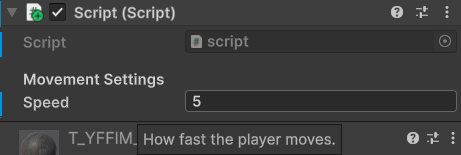 Script (Script)
Script script
Movement Settings
Speed 5
T_YFFIM_
How fast the player moves.